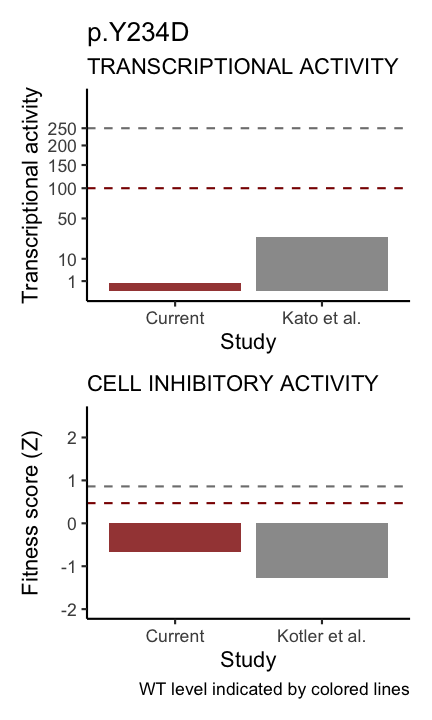 p.Y234D
TRANSCRIPTIONAL ACTIVITY
Transcriptional activity
250
200
150
100
50
10
1
Current
Kato et al.
Study
CELL INHIBITORY ACTIVITY
Fitness score (Z)
2
1
0
-1
-2
Current
Kotler et al.
Study
WT level indicated by colored lines